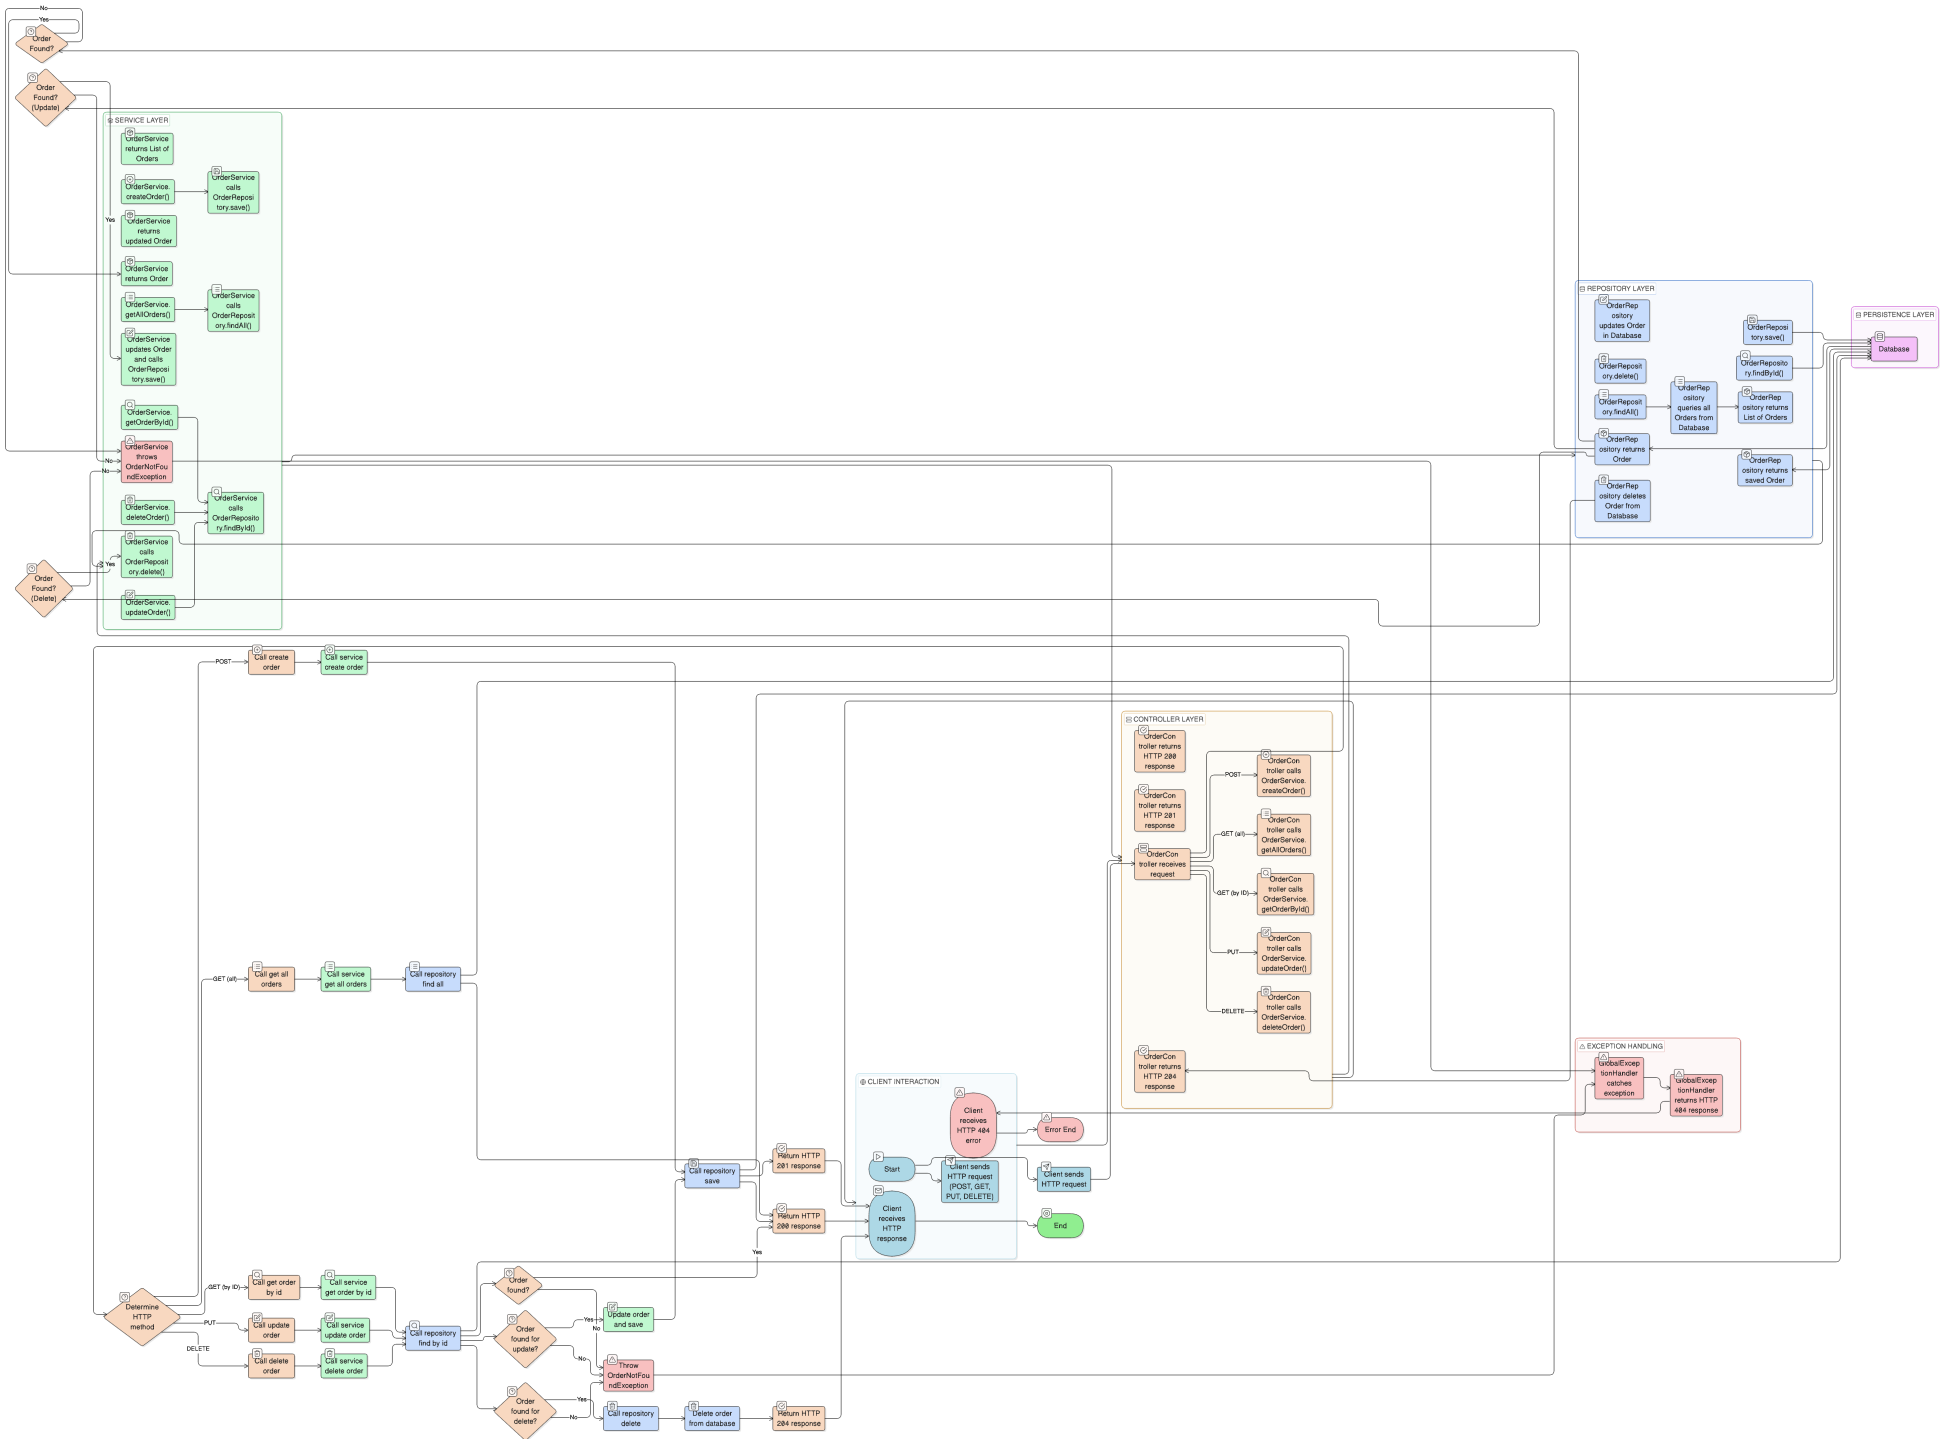 No
Yes
Order
Found?
Order
Found?
(Update)
SERVICE LAYER
OrderService
returns List of
Orders
OrderService.
createOrder()
OrderService
calls
OrderReposi
tory.save()
Yes
OrderService
returns
updated Order
OrderService
returns Order
OrderService.
getAllOrders()
OrderService
calls
OrderReposit
ory.findAll()
OrderService
updates Order
and calls
OrderReposi
tory.save()
OrderService.
getOrderById()
OrderService
throws
OrderNotFou
ndException
No
No
OrderService.
deleteOrder()
OrderService
calls
OrderReposito
ry.findById()
OrderService
calls
OrderReposit
ory.delete()
Yes
Order
Found?
(Delete)
OrderService.
updateOrder()
REPOSITORY LAYER
OrderRep
ository
updates Order
in Database
OrderReposi
tory.save()
OrderReposit
ory.delete()
OrderReposito
ry.findById()
OrderReposit
ory.findAll()
OrderRep
ository
queries all
Orders from
Database
OrderRep
ository returns
List of Orders
OrderRep
ository returns
Order
OrderRep
ository returns
saved Order
OrderRep
ository deletes
Order from
Database
PERSISTENCE LAYER
Database
POST
Call create
order
Call service
create order
CONTROLLER LAYER
OrderCon
troller returns
HTTP 200
response
OrderCon
troller returns
HTTP 201
response
OrderCon
troller receives
request
POST
OrderCon
troller calls
OrderService.
createOrder()
GET (all)
OrderCon
troller calls
OrderService.
getAllOrders()
GET (by ID)
OrderCon
troller calls
OrderService.
getOrderById()
PUT
OrderCon
troller calls
OrderService.
updateOrder()
DELETE
OrderCon
troller calls
OrderService.
deleteOrder()
OrderCon
troller returns
HTTP 204
response
GET (all)
Call get all
orders
Call service
get all orders
Call repository
find all
EXCEPTION HANDLING
GlobalExcep
tionHandler
catches
exception
GlobalExcep
tionHandler
returns HTTP
404 response
CLIENT INTERACTION
Client
receives
HTTP 404
error
Error End
Start
Client sends
HTTP request
(POST, GET,
PUT, DELETE)
Client sends
HTTP request
Client
receives
HTTP
response
End
Call repository
save
Return HTTP
201 response
Return HTTP
200 response
Yes
Determine
HTTP
method
GET (by ID)
Call get order
by id
Call service
get order by id
PUT
Call update
order
Call service
update order
DELETE
Call delete
order
Call service
delete order
Call repository
find by id
Order
found?
Order
found for
update?
Yes
No
Update order
and save
No
Throw
OrderNotFou
ndException
Order
found for
delete?
Yes
No
Call repository
delete
Delete order
from database
Return HTTP
204 response